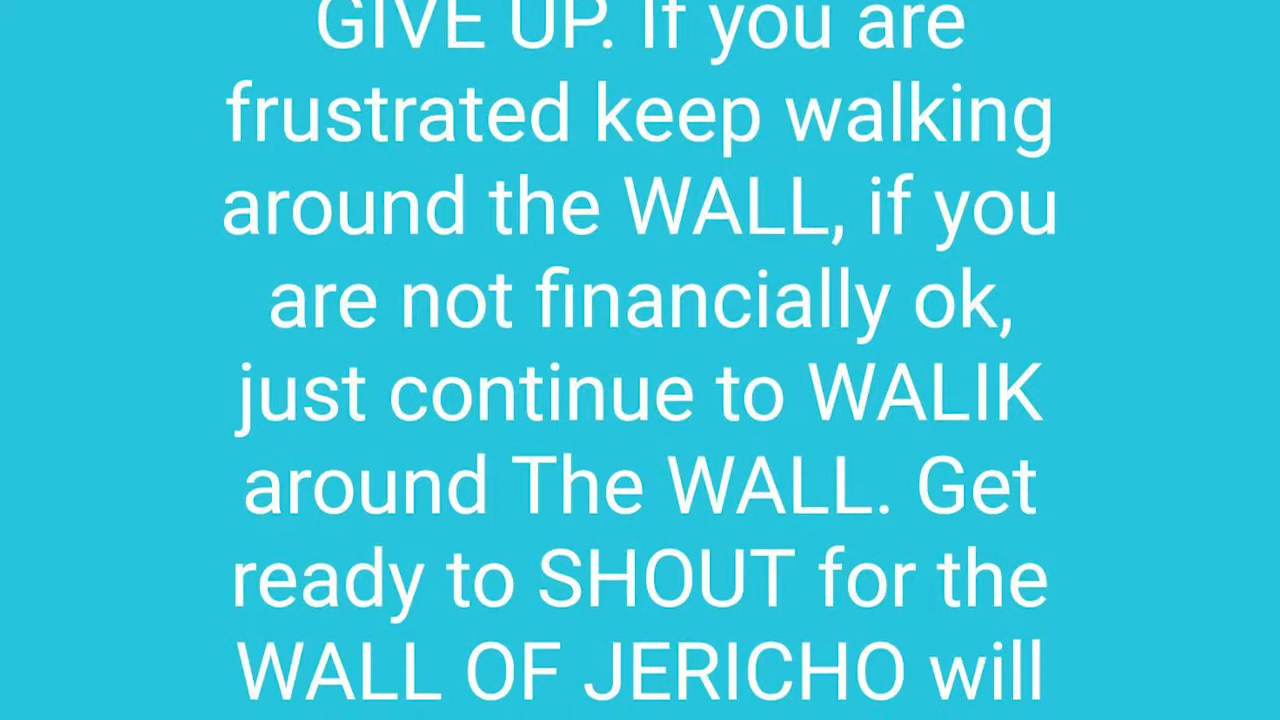 GIVE UP. If you are
frustrated keep walking
around the WALL, if you
are not financially ok,
just continue to WALIK
around The WALL. Get
ready to SHOUT for the
WALL OF JERICHO will